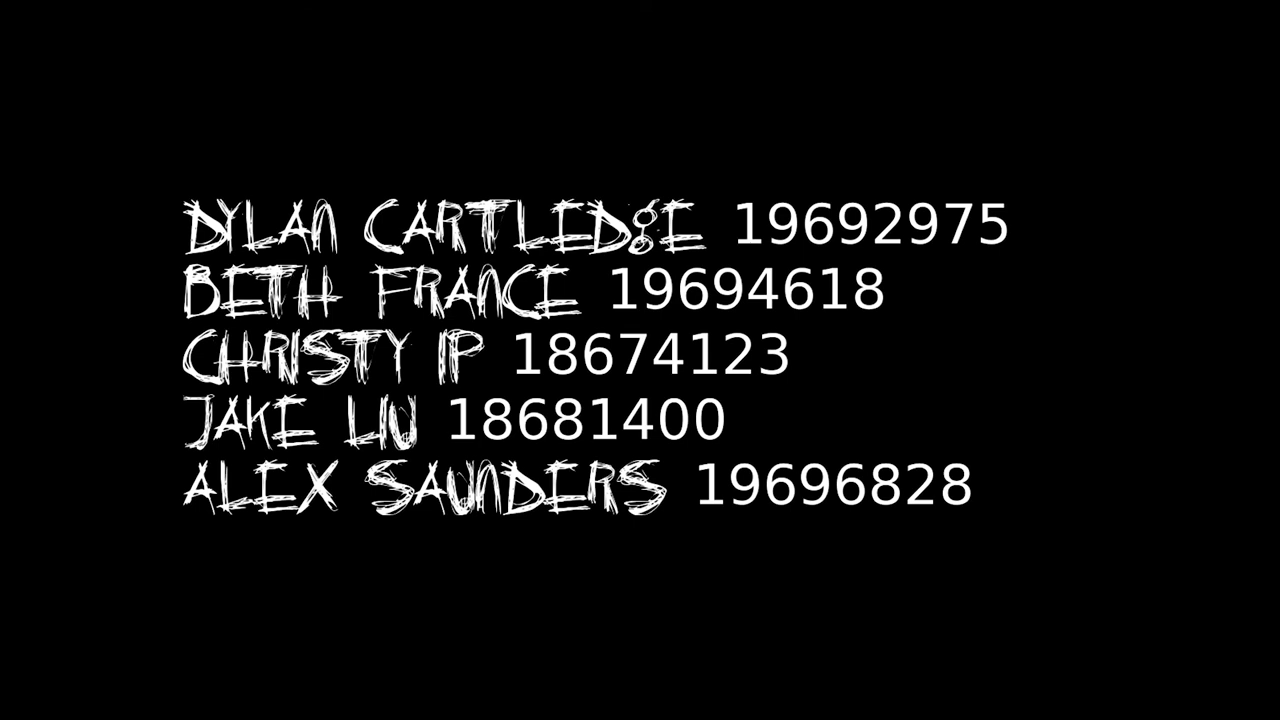 DYLAN CARTLEDgE 19692975
BETH FRANCE 19694618
CHRISTY IP 18674123
JAKE LIU 18681400
ALEX SAUNDERS 19696828